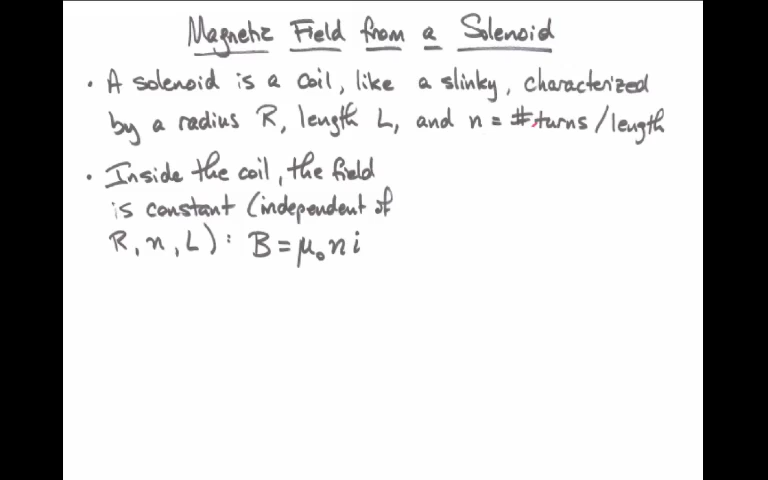 Magnetic Field from a Solenoid
• A solenoid is a coil, like a slinky, characterized
by a radius R, length L, and n = # turns / length
• Inside the coil, the field
is constant (independent of
R, n, L): B = μ₀ n i